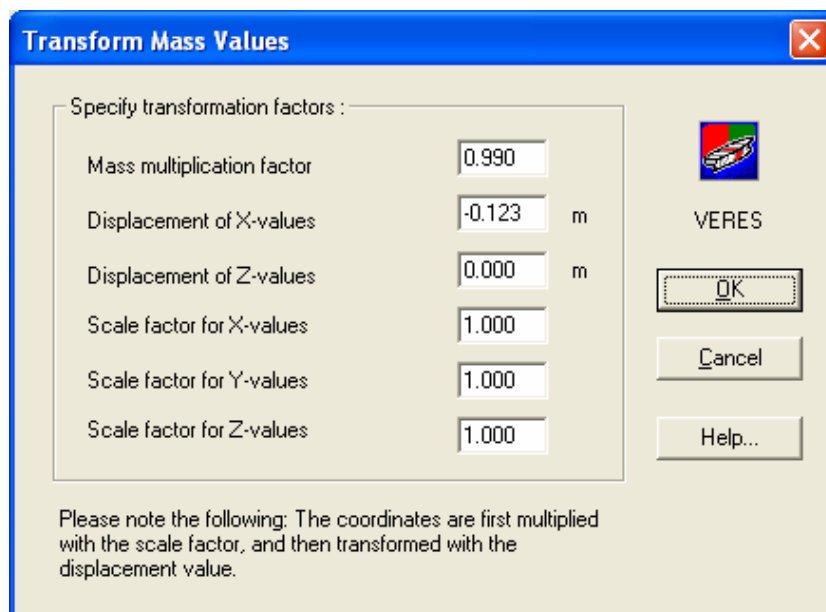 Transform Mass Values
Specify transformation factors :
Mass multiplication factor 0.990
Displacement of X-values -0.123 m
Displacement of Z-values 0.000 m
Scale factor for X-values 1.000
Scale factor for Y-values 1.000
Scale factor for Z-values 1.000
VERES
OK
Cancel
Help...
Please note the following: The coordinates are first multiplied
with the scale factor, and then transformed with the
displacement value.